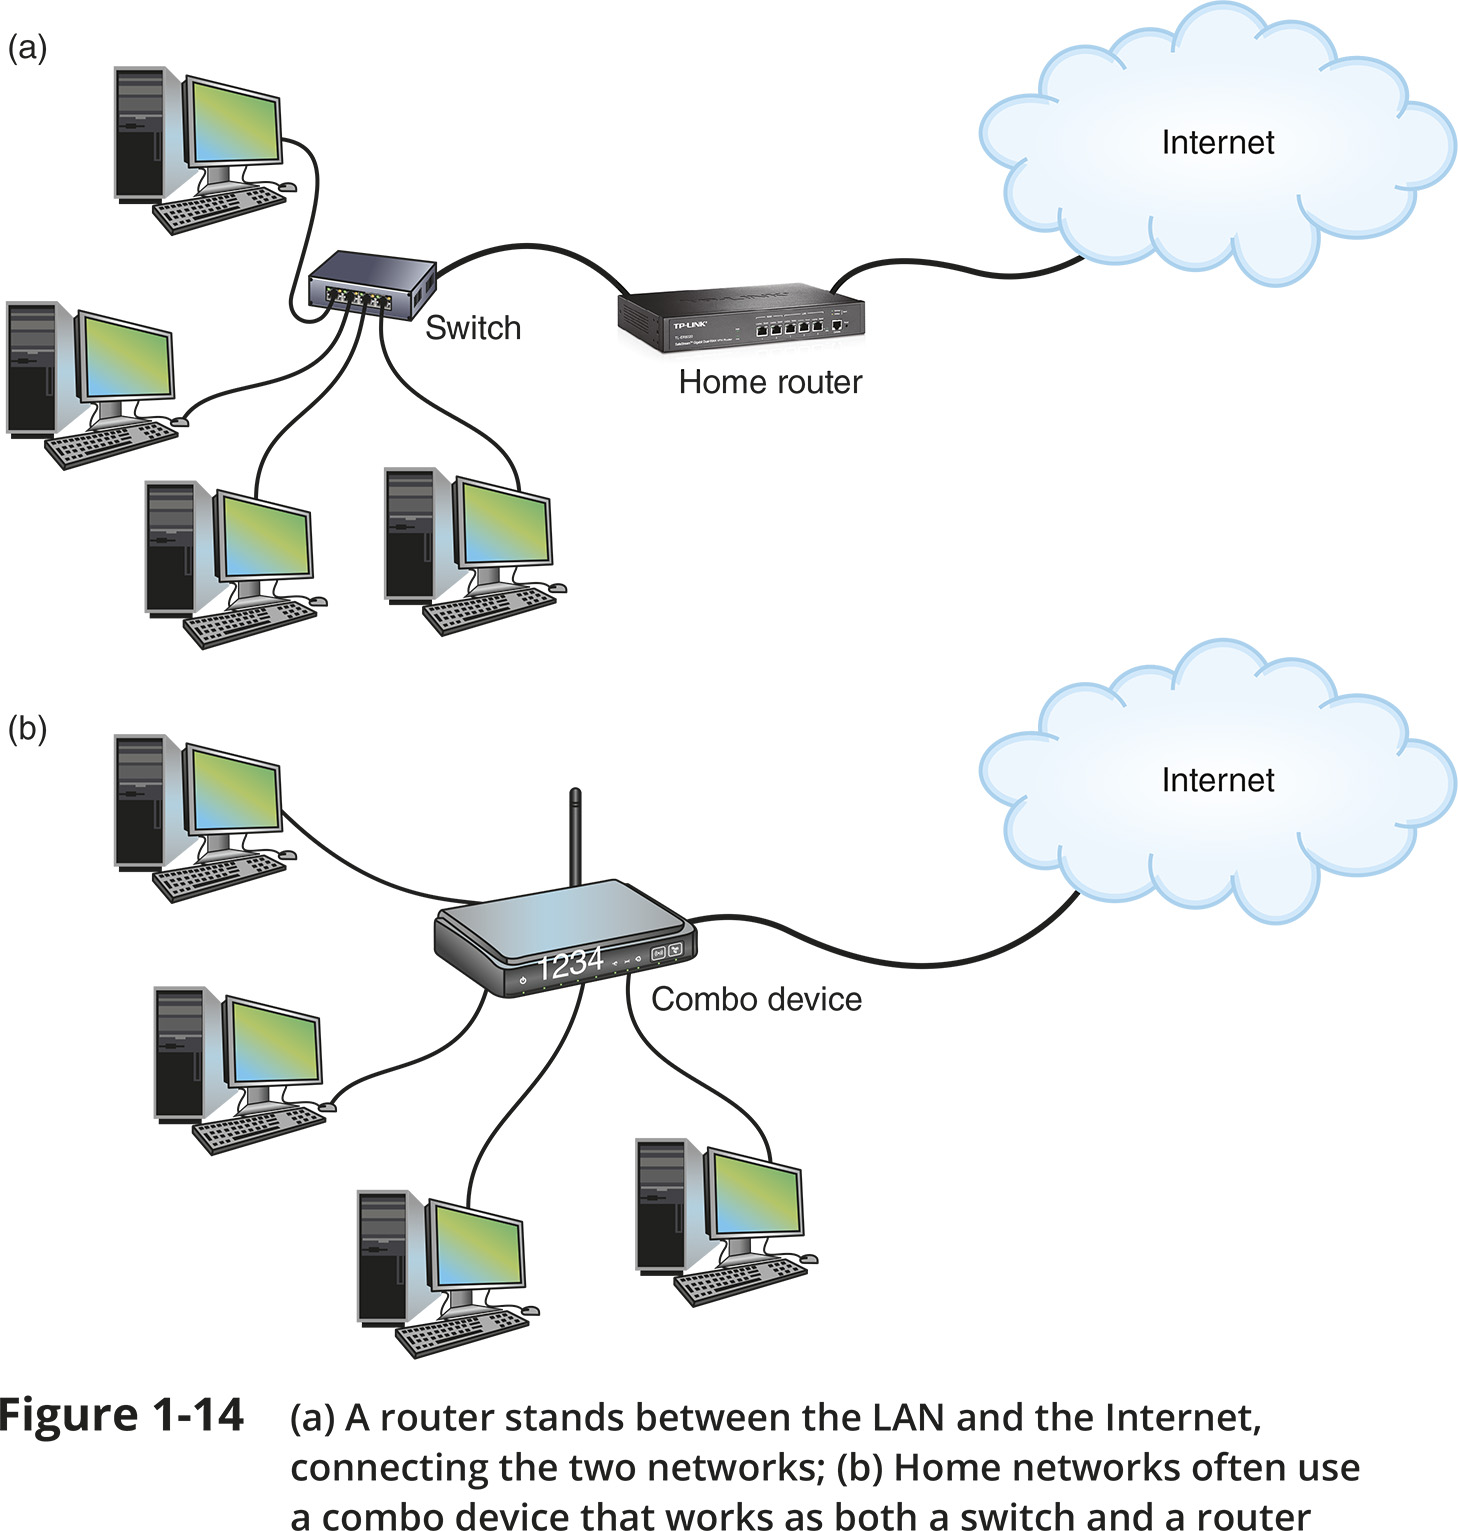 (a)
Internet
Switch
TP-LINK
Home router
(b)
Internet
1234
Combo device
Figure 1-14 (a) A router stands between the LAN and the Internet,
connecting the two networks; (b) Home networks often use
a combo device that works as both a switch and a router